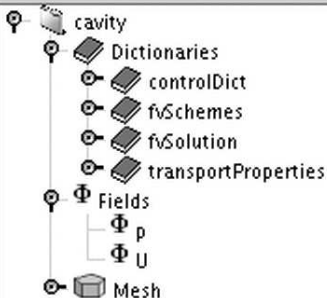 cavity
Dictionaries
controlDict
fvSchemes
fvSolution
transportProperties
Φ Fields
Φ p
Φ U
Mesh